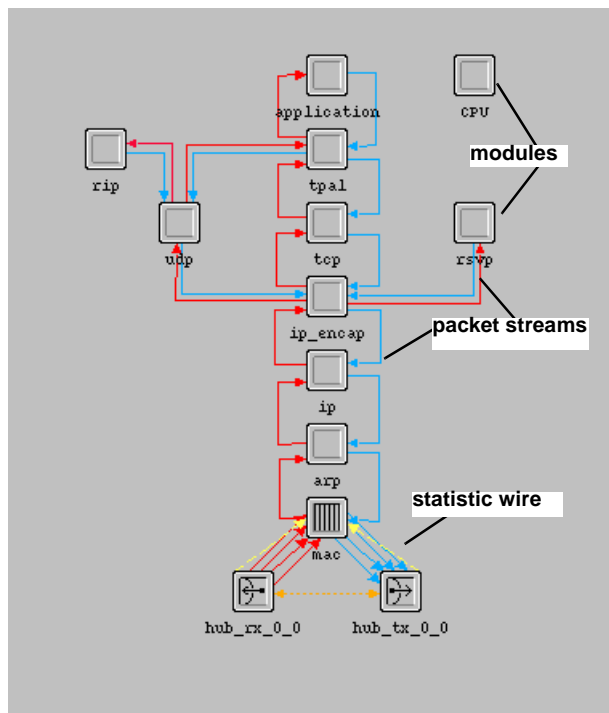 application
CPU
modules
rip
tpal
udp
tcp
rsvp
packet streams
ip_encap
ip
arp
statistic wire
mac
hub_rx_0_0
hub_tx_0_0